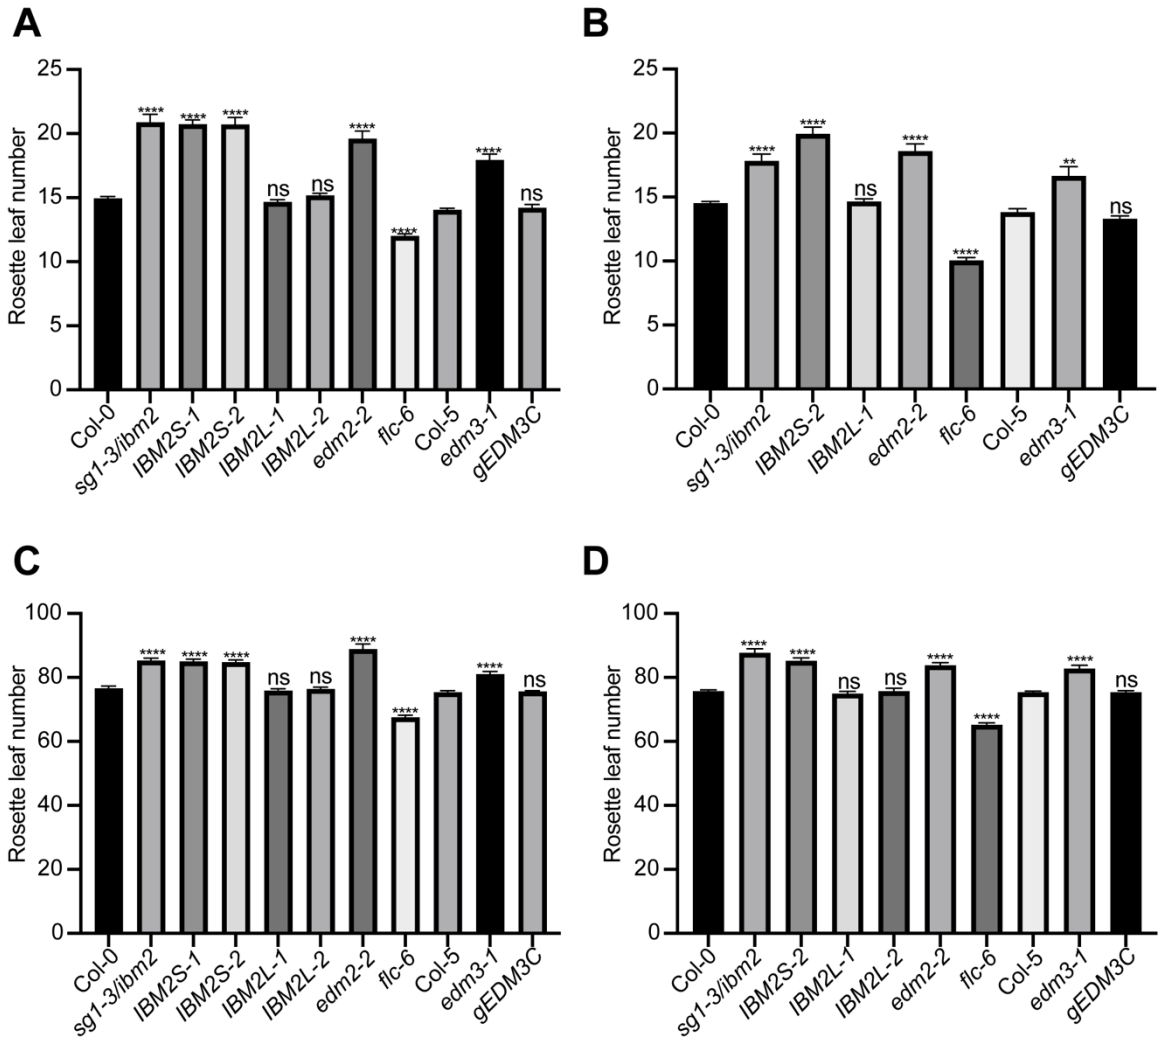 A
Rosette leaf number
25
20
15
10
5
0
****
****
****
ns
ns
****
****
****
ns
Col-0
sg1-3/ibm2
IBM2S-1
IBM2S-2
IBM2L-1
IBM2L-2
edm2-2
flc-6
Col-5
edm3-1
gEDM3C
B
Rosette leaf number
25
20
15
10
5
0
****
****
ns
****
****
**
ns
Col-0
sg1-3/ibm2
IBM2S-2
IBM2L-1
edm2-2
flc-6
Col-5
edm3-1
gEDM3C
C
Rosette leaf number
100
80
60
40
20
0
****
****
****
ns
ns
****
****
****
ns
Col-0
sg1-3/ibm2
IBM2S-1
IBM2S-2
IBM2L-1
IBM2L-2
edm2-2
flc-6
Col-5
edm3-1
gEDM3C
D
Rosette leaf number
100
80
60
40
20
0
****
****
ns
ns
****
****
****
ns
Col-0
sg1-3/ibm2
IBM2S-2
IBM2L-1
IBM2L-2
edm2-2
flc-6
Col-5
edm3-1
gEDM3C